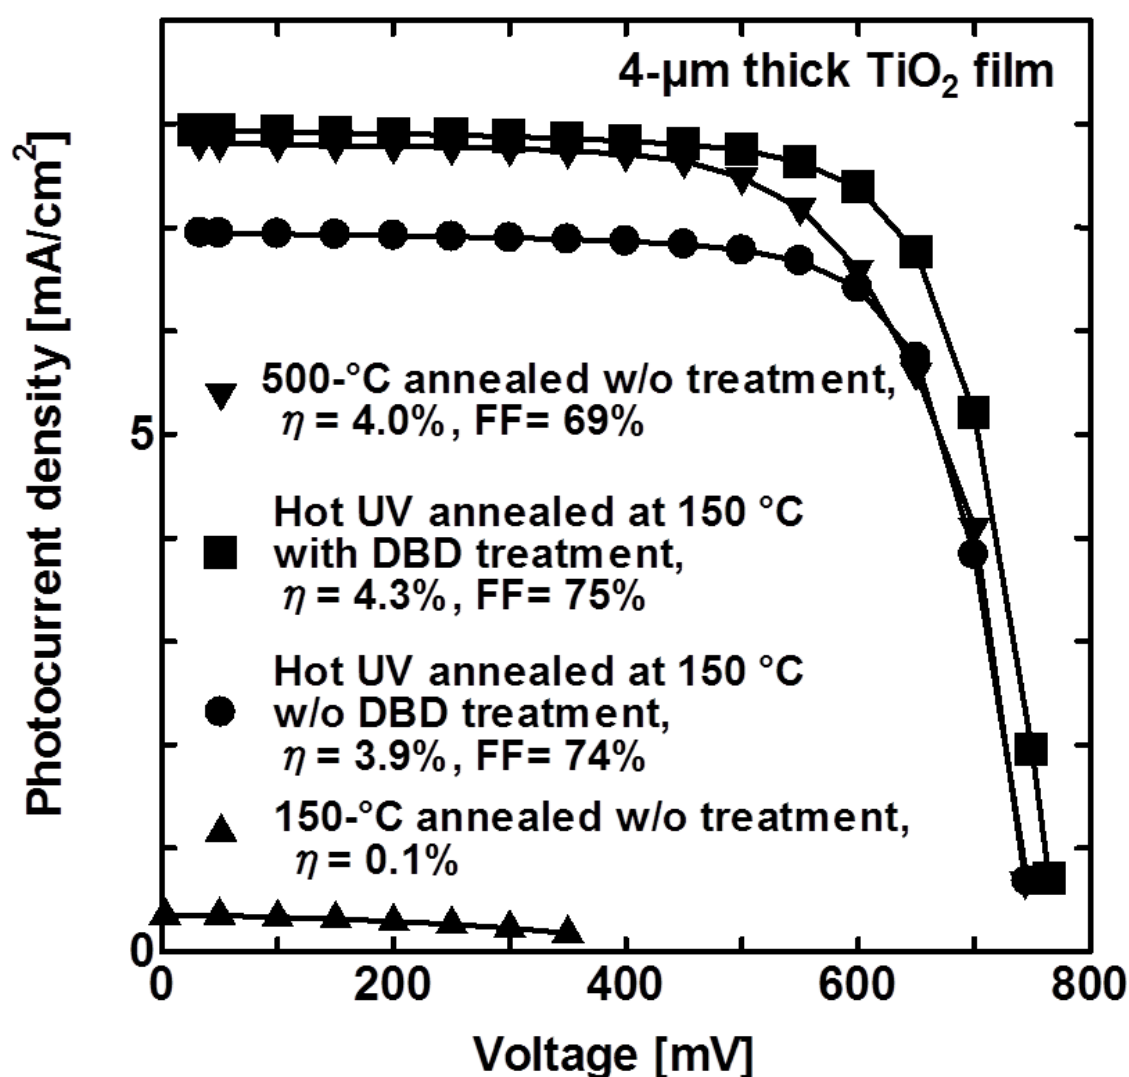 4-µm thick TiO2 film
Photocurrent density [mA/cm2]
500-°C annealed w/o treatment,
η = 4.0%, FF= 69%
5
Hot UV annealed at 150 °C
with DBD treatment,
η = 4.3%, FF= 75%
Hot UV annealed at 150 °C
w/o DBD treatment,
η = 3.9%, FF= 74%
150-°C annealed w/o treatment,
η = 0.1%
0
0 200 400 600 800
Voltage [mV]